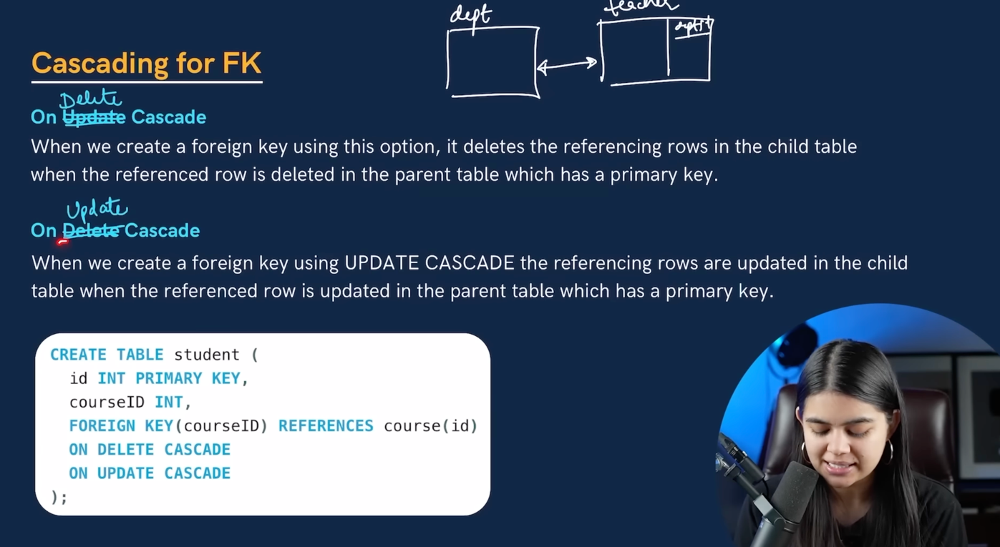 dept
teacher
dept id
Cascading for FK
Delete
On Update Cascade
When we create a foreign key using this option, it deletes the referencing rows in the child table
when the referenced row is deleted in the parent table which has a primary key.
Update
On Delete Cascade
When we create a foreign key using UPDATE CASCADE the referencing rows are updated in the child
table when the referenced row is updated in the parent table which has a primary key.
CREATE TABLE student (
id INT PRIMARY KEY,
courseID INT,
FOREIGN KEY(courseID) REFERENCES course(id)
ON DELETE CASCADE
ON UPDATE CASCADE
);